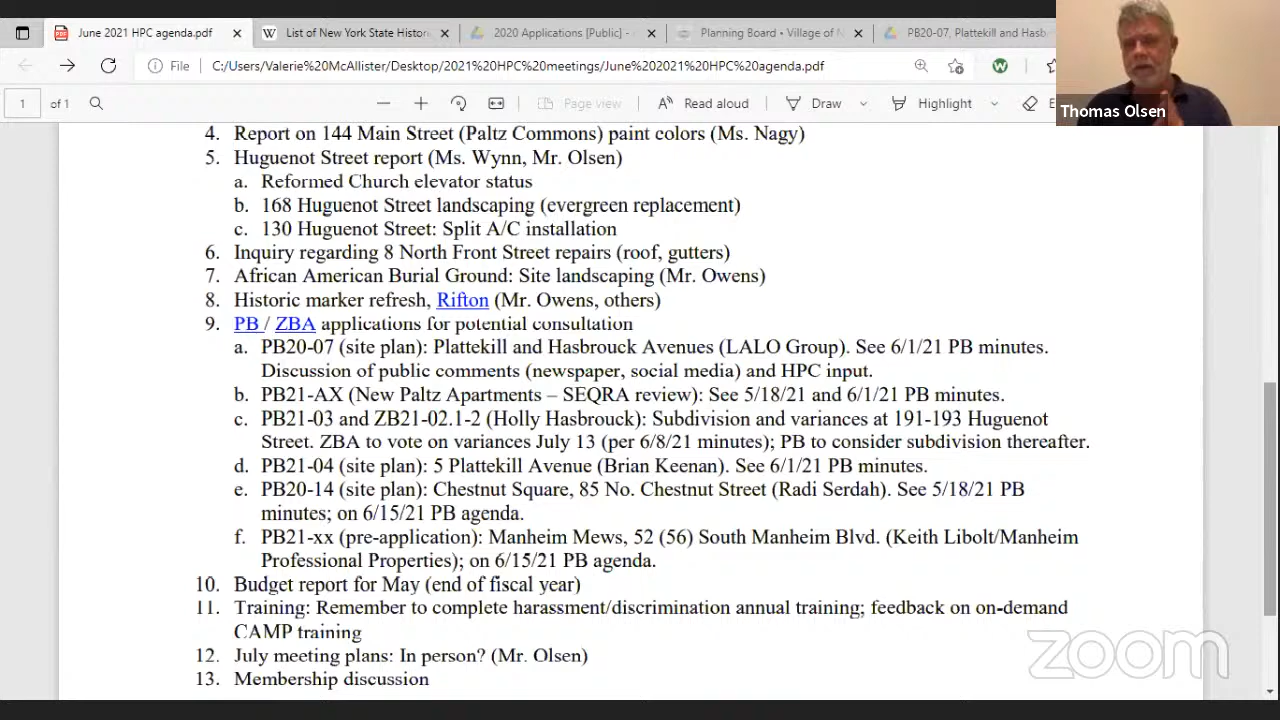 June 2021 HPC agenda.pdf
List of New York State Histori
2020 Applications [Public] -
Planning Board • Village of N
PB20-07, Plattekill and Hasb
File
C:/Users/Valerie%20McAllister/Desktop/2021%20HPC%20meetings/June%202021%20HPC%20agenda.pdf
1 of 1
Page view
Read aloud
Draw
Highlight
Thomas Olsen
4. Report on 144 Main Street (Paltz Commons) paint colors (Ms. Nagy)
5. Huguenot Street report (Ms. Wynn, Mr. Olsen)
a. Reformed Church elevator status
b. 168 Huguenot Street landscaping (evergreen replacement)
c. 130 Huguenot Street: Split A/C installation
6. Inquiry regarding 8 North Front Street repairs (roof, gutters)
7. African American Burial Ground: Site landscaping (Mr. Owens)
8. Historic marker refresh, Rifton (Mr. Owens, others)
9. PB / ZBA applications for potential consultation
a. PB20-07 (site plan): Plattekill and Hasbrouck Avenues (LALO Group). See 6/1/21 PB minutes.
Discussion of public comments (newspaper, social media) and HPC input.
b. PB21-AX (New Paltz Apartments – SEQRA review): See 5/18/21 and 6/1/21 PB minutes.
c. PB21-03 and ZB21-02.1-2 (Holly Hasbrouck): Subdivision and variances at 191-193 Huguenot
Street. ZBA to vote on variances July 13 (per 6/8/21 minutes); PB to consider subdivision thereafter.
d. PB21-04 (site plan): 5 Plattekill Avenue (Brian Keenan). See 6/1/21 PB minutes.
e. PB20-14 (site plan): Chestnut Square, 85 No. Chestnut Street (Radi Serdah). See 5/18/21 PB
minutes; on 6/15/21 PB agenda.
f. PB21-xx (pre-application): Manheim Mews, 52 (56) South Manheim Blvd. (Keith Libolt/Manheim
Professional Properties); on 6/15/21 PB agenda.
10. Budget report for May (end of fiscal year)
11. Training: Remember to complete harassment/discrimination annual training; feedback on on-demand
CAMP training
12. July meeting plans: In person? (Mr. Olsen)
13. Membership discussion
zoom